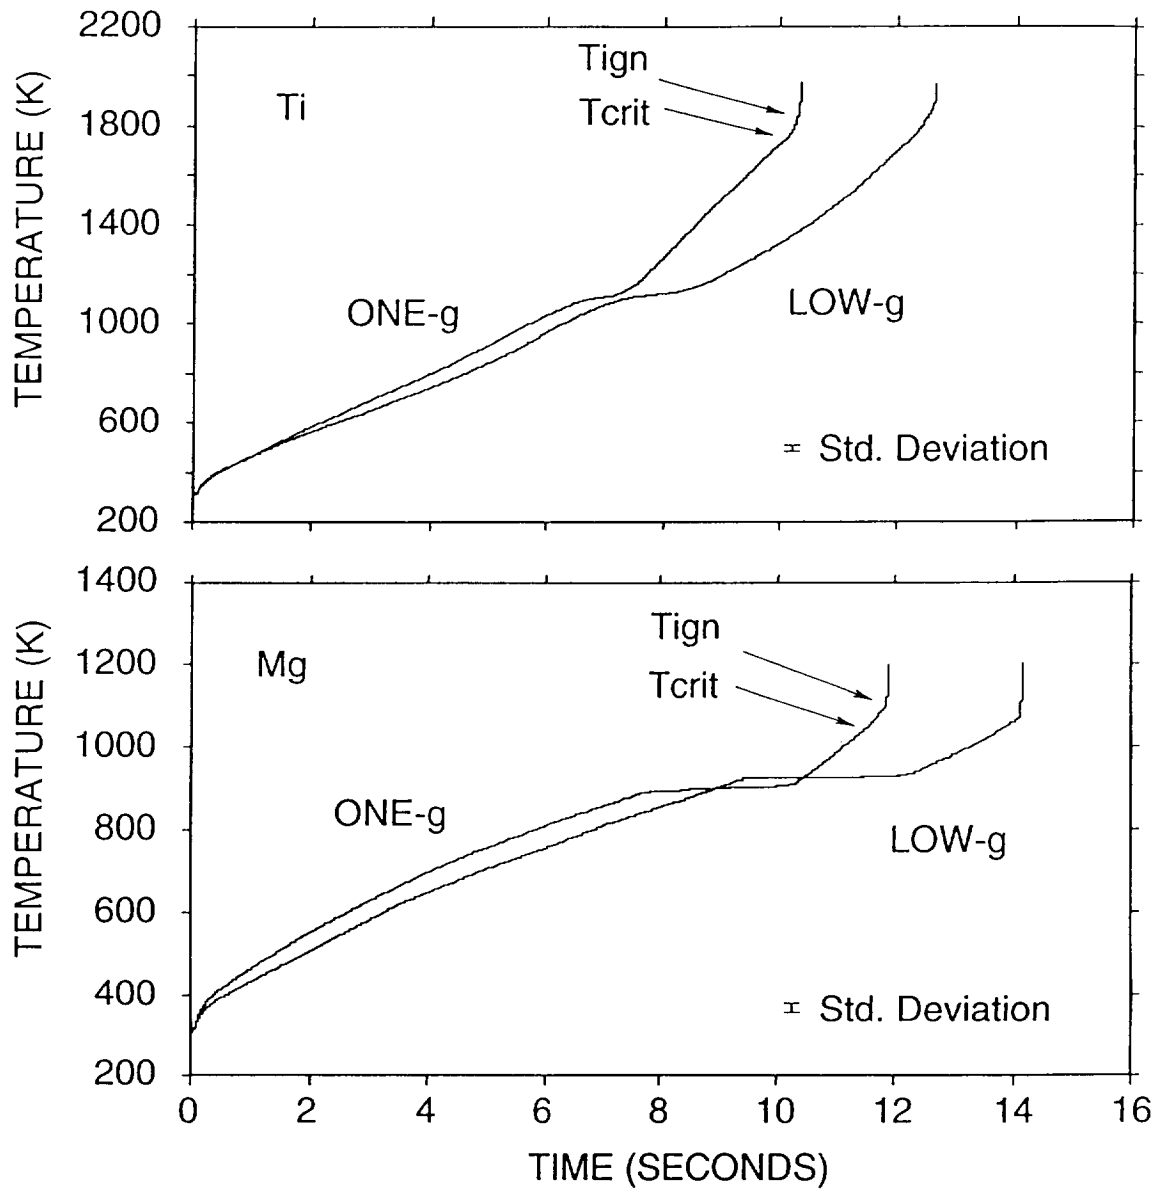 2200
1800
1400
1000
600
200
TEMPERATURE (K)
Ti
Tign
Tcrit
ONE-g
LOW-g
Std. Deviation
1400
1200
1000
800
600
400
200
TEMPERATURE (K)
Mg
Tign
Tcrit
ONE-g
LOW-g
Std. Deviation
0 2 4 6 8 10 12 14 16
TIME (SECONDS)